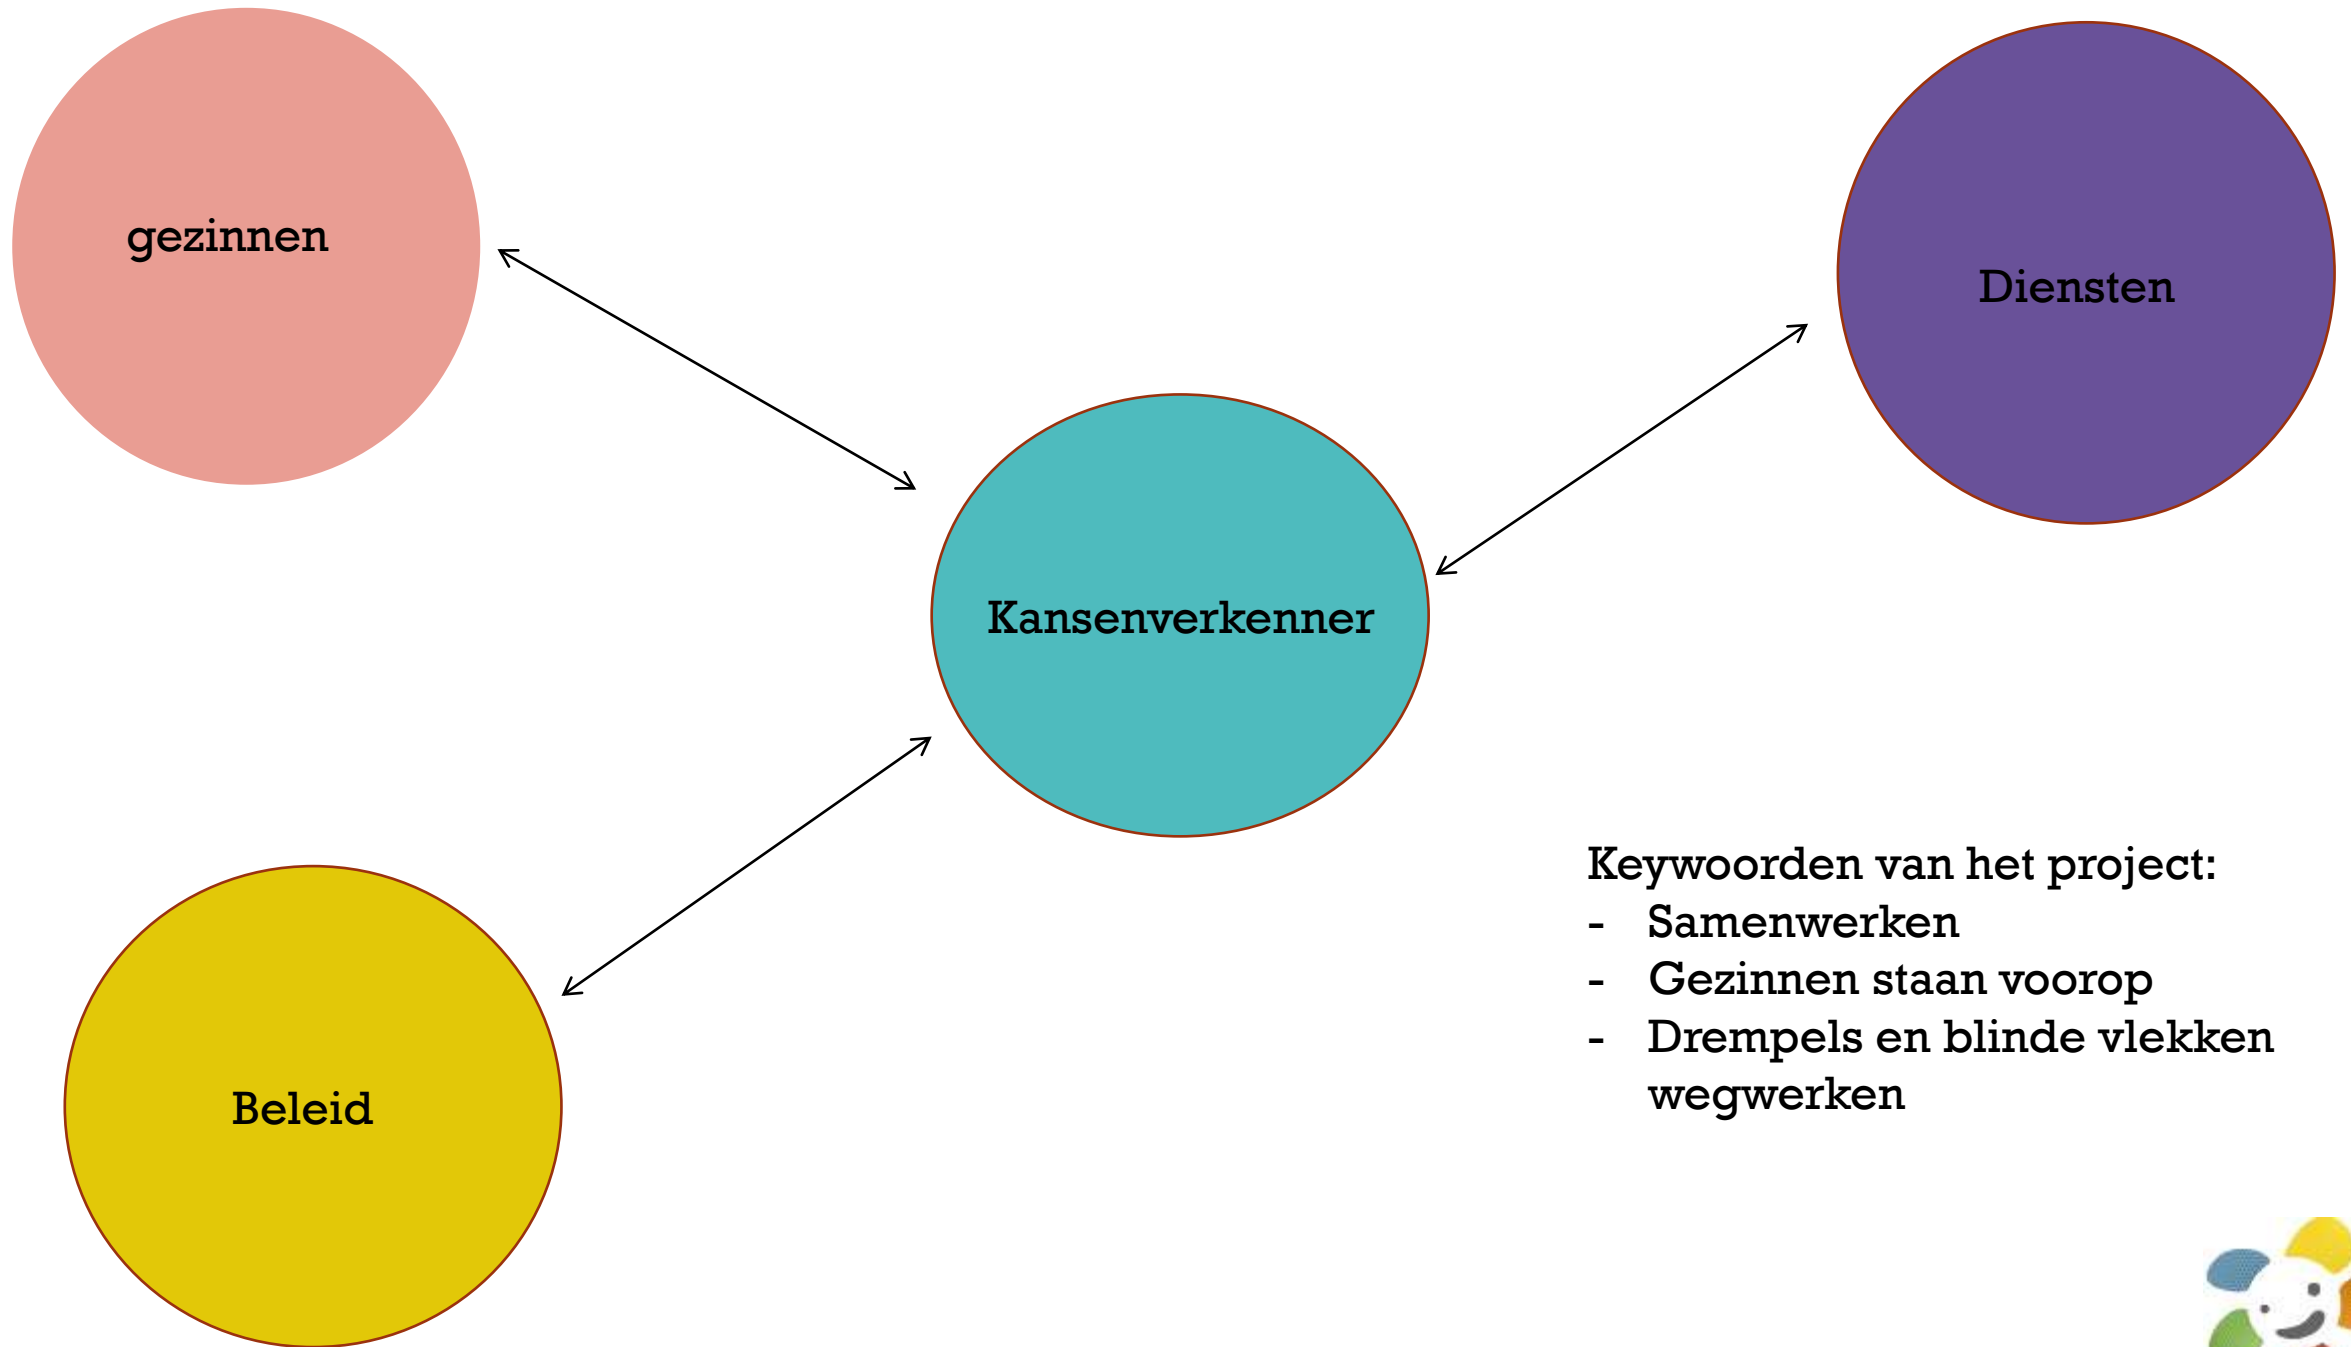 gezinnen
Diensten
Kansenverkenner
Beleid
Keywoorden van het project:
- Samenwerken
- Gezinnen staan voorop
- Drempels en blinde vlekken
wegwerken